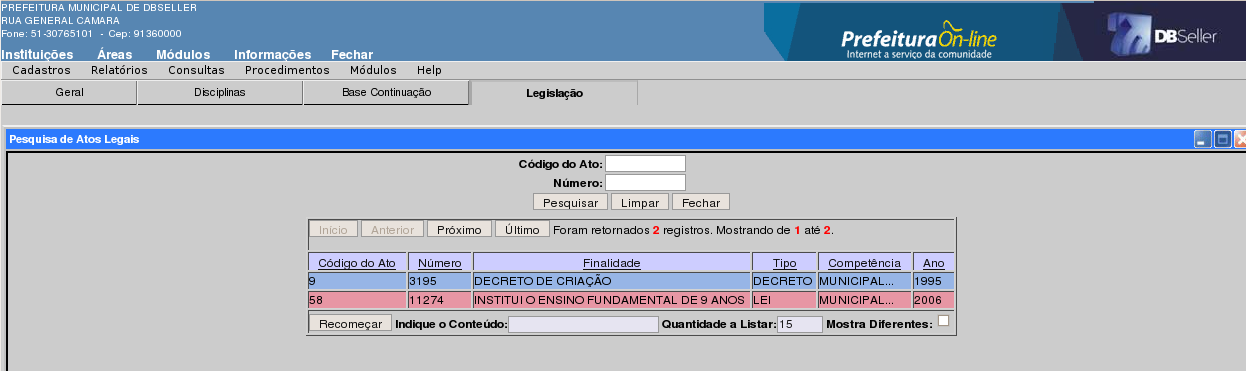 PREFEITURA MUNICIPAL DE DBSELLER
RUA GENERAL CAMARA
Fone: 51-30765101 - Cep: 91360000
PrefeituraOn-line
Internet a serviço da comunidade
DBSeller
Instituições Áreas Módulos Informações Fechar
Cadastros Relatórios Consultas Procedimentos Módulos Help
Geral Disciplinas Base Continuação Legislação
Pesquisa de Atos Legais
Código do Ato:
Número:
Pesquisar Limpar Fechar
Início Anterior Próximo Último Foram retornados 2 registros. Mostrando de 1 até 2.
Código do Ato Número Finalidade Tipo Competência Ano
9 3195 DECRETO DE CRIAÇÃO DECRETO MUNICIPAL... 1995
58 11274 INSTITUI O ENSINO FUNDAMENTAL DE 9 ANOS LEI MUNICIPAL... 2006
Recomeçar Indique o Conteúdo: Quantidade a Listar: 15 Mostra Diferentes: